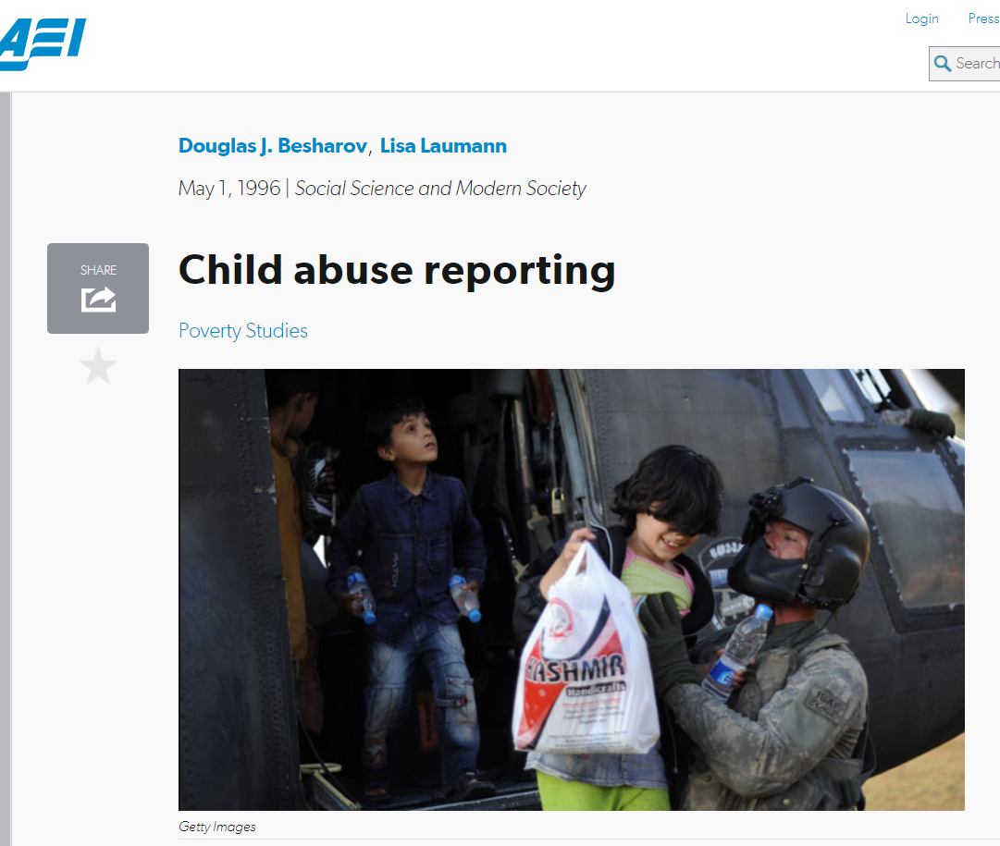 AEI
Login Press
Search
Douglas J. Besharov, Lisa Laumann
May 1, 1996 | Social Science and Modern Society
SHARE
Child abuse reporting
Poverty Studies
KASHMIR
Handicrafts
Getty Images